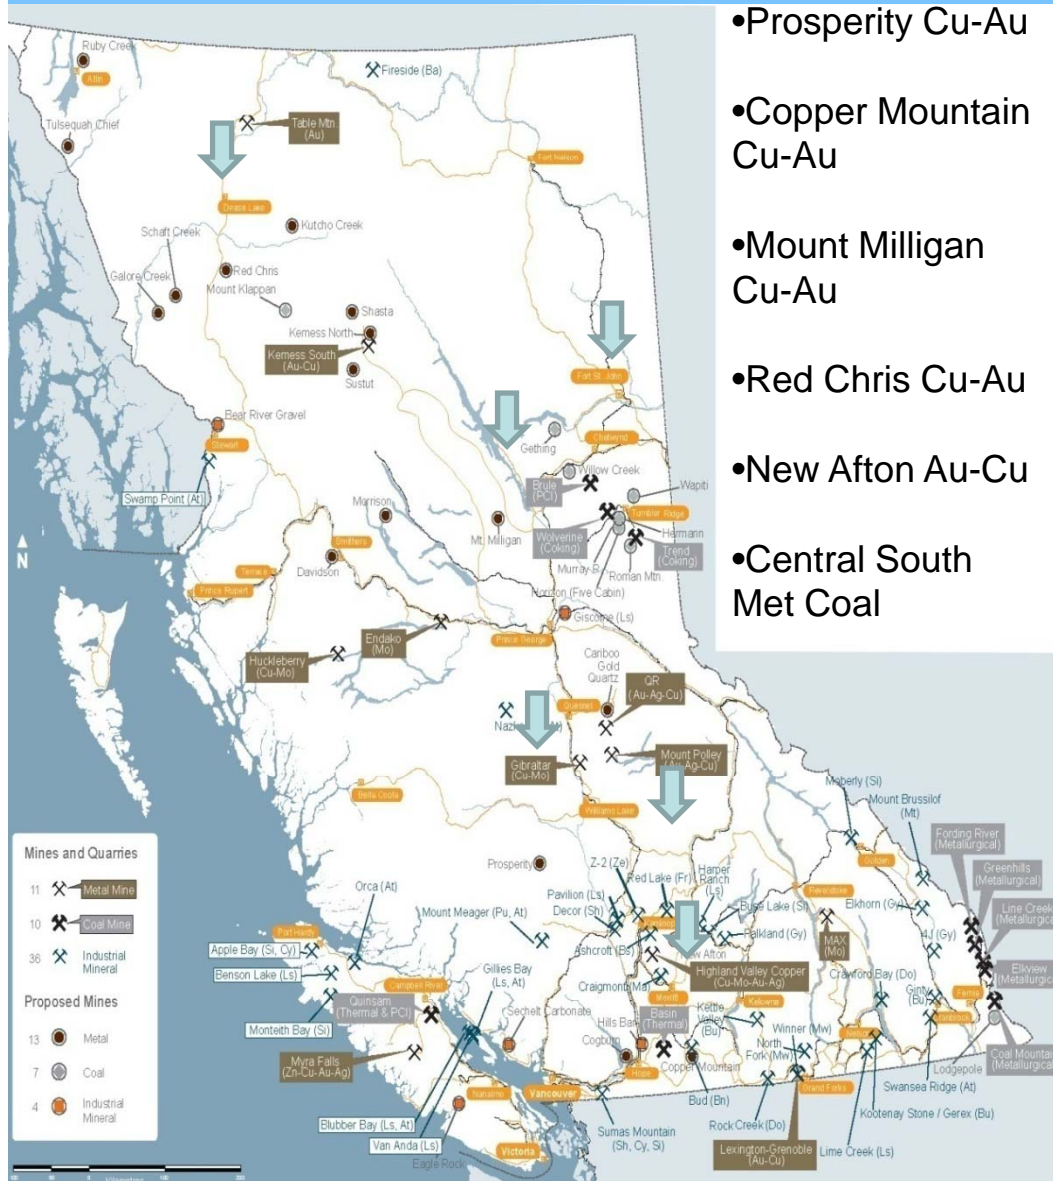 •Prosperity Cu-Au
•Copper Mountain
Cu-Au
•Mount Milligan
Cu-Au
•Red Chris Cu-Au
•New Afton Au-Cu
•Central South
Met Coal
Ruby Creek
Atlin
Fireside (Ba)
Tulsequah Chief
Table Mtn
(Au)
Fort Nelson
Dease Lake
Kutcho Creek
Schaft Creek
Galore Creek
Red Chris
Mount Klappan
Shasta
Kemess North
Kemess South
(Au-Cu)
Sustut
Fort St. John
Bear River Gravel
Stewart
Chetwynd
Gething
Willow Creek
Swamp Point (At)
Brule
(PCI)
Wapiti
Morrison
Mt. Milligan
Tumbler Ridge
Wolverine
(Coking)
Hermann
Trend
(Coking)
Smithers
Davidson
Murray R
Roman Mtn
Terrace
Prince Rupert
Horizon (Five Cabin)
Giscome (Ls)
N
Endako
(Mo)
Prince George
Huckleberry
(Cu-Mo)
Cariboo
Gold
Quartz
QR
(Au-Ag-Cu)
Quesnel
Gibraltar
(Cu-Mo)
Mount Polley
(Au-Ag-Cu)
Bella Coola
Williams Lake
Moberly (Si)
Mount Brussilof
(Mt)
Golden
Fording River
(Metallurgical)
Greenhills
(Metallurgical)
Line Creek
(Metallurgical
Elkview
(Metallurgical
Coal Mountain
(Metallurgical)
Mines and Quarries
11 Metal Mine
10 Coal Mine
36 Industrial
Mineral
Proposed Mines
13 Metal
7 Coal
4 Industrial
Mineral
Prosperity
Orca (At)
Mount Meager (Pu, At)
Z-2 (Ze)
Red Lake (Fr)
Harper
Ranch
(Ls)
Pavilion (Ls)
Decor (Sh)
Buse Lake (Si)
Revelstoke
Elkhorn (Gy)
Port Hardy
Apple Bay (Si, Cy)
Benson Lake (Ls)
Kamloops
Ashcroft (Bs)
Falkland (Gy)
MAX
(Mo)
4J (Gy)
Gillies Bay
(Ls, At)
Highland Valley Copper
(Cu-Mo-Au-Ag)
Craigmont (Ma)
Crawford Bay (Do)
Campbell River
Quinsam
(Thermal & PCI)
Merritt
Kelowna
Kettle
Valley
(Bu)
Ginty
(Bu)
Fernie
Cranbrook
Monteith Bay (Si)
Sechelt Carbonate
Hills Bar
Basin
(Thermal)
Cogburn
Winner (Mw)
North
Fork (Mw)
Nelson
Lodgepole
Myra Falls
(Zn-Cu-Au-Ag)
Hope
Copper Mountain
Swansea Ridge (At)
Nanaimo
Vancouver
Bud (Bn)
Grand Forks
Kootenay Stone / Gerex (Bu)
Blubber Bay (Ls, At)
Van Anda (Ls)
Sumas Mountain
(Sh, Cy, Si)
Rock Creek (Do)
Lexington-Grenoble
(Au-Cu)
Lime Creek (Ls)
Eagle Rock
Victoria